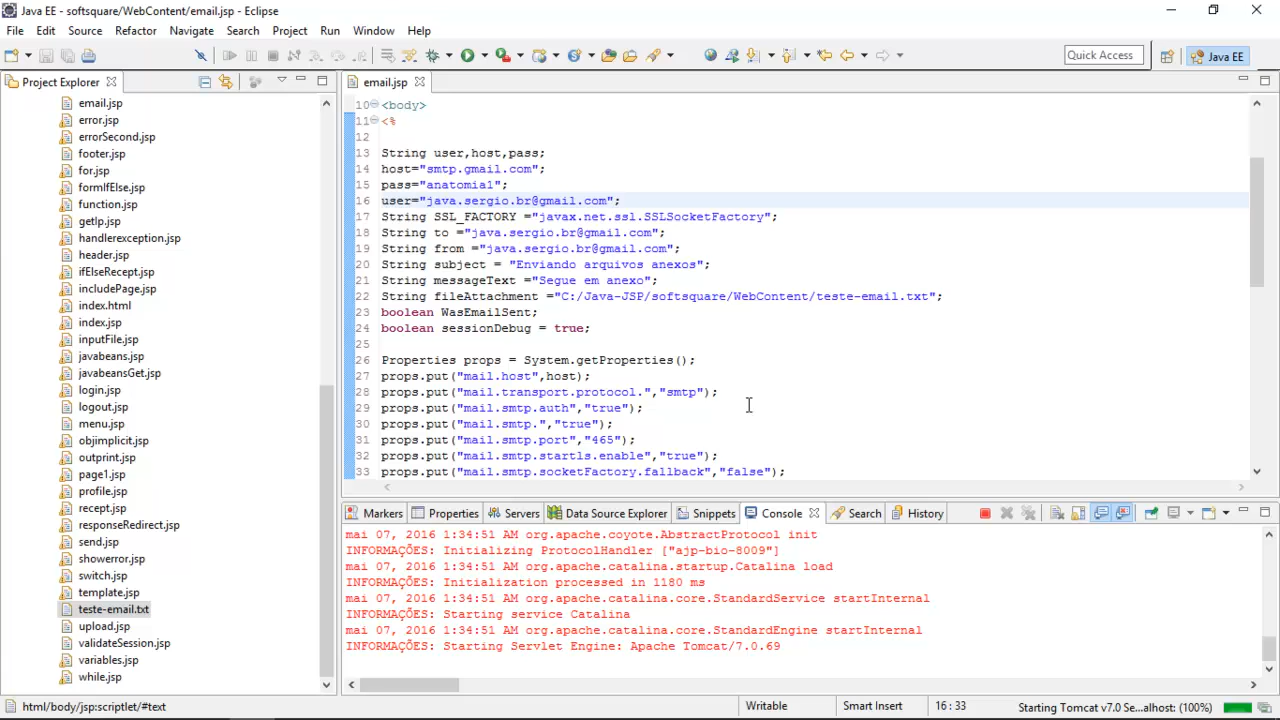 Java EE - softsquare/WebContent/email.jsp - Eclipse
File Edit Source Refactor Navigate Search Project Run Window Help
Quick Access Java EE
Project Explorer
email.jsp
error.jsp
errorSecond.jsp
footer.jsp
for.jsp
formIfElse.jsp
function.jsp
getIp.jsp
handlerexception.jsp
header.jsp
ifElseRecept.jsp
includePage.jsp
index.html
index.jsp
inputFile.jsp
javabeans.jsp
javabeansGet.jsp
login.jsp
logout.jsp
menu.jsp
objimplicit.jsp
outprint.jsp
page1.jsp
profile.jsp
recept.jsp
responseRedirect.jsp
send.jsp
showerror.jsp
switch.jsp
template.jsp
teste-email.txt
upload.jsp
validateSession.jsp
variables.jsp
while.jsp
email.jsp
10 <body>
11 <%
12
13 String user,host,pass;
14 host="smtp.gmail.com";
15 pass="anatomia1";
16 user="java.sergio.br@gmail.com";
17 String SSL_FACTORY ="javax.net.ssl.SSLSocketFactory";
18 String to ="java.sergio.br@gmail.com";
19 String from ="java.sergio.br@gmail.com";
20 String subject = "Enviando arquivos anexos";
21 String messageText ="Segue em anexo";
22 String fileAttachment ="C:/Java-JSP/softsquare/WebContent/teste-email.txt";
23 boolean WasEmailSent;
24 boolean sessionDebug = true;
25
26 Properties props = System.getProperties();
27 props.put("mail.host",host);
28 props.put("mail.transport.protocol.","smtp");
29 props.put("mail.smtp.auth","true");
30 props.put("mail.smtp.","true");
31 props.put("mail.smtp.port","465");
32 props.put("mail.smtp.startls.enable","true");
33 props.put("mail.smtp.socketFactory.fallback","false");
Markers Properties Servers Data Source Explorer Snippets Console Search History
mai 07, 2016 1:34:51 AM org.apache.coyote.AbstractProtocol init
INFORMAÇÕES: Initializing ProtocolHandler ["ajp-bio-8009"]
mai 07, 2016 1:34:51 AM org.apache.catalina.startup.Catalina load
INFORMAÇÕES: Initialization processed in 1180 ms
mai 07, 2016 1:34:51 AM org.apache.catalina.core.StandardService startInternal
INFORMAÇÕES: Starting service Catalina
mai 07, 2016 1:34:51 AM org.apache.catalina.core.StandardEngine startInternal
INFORMAÇÕES: Starting Servlet Engine: Apache Tomcat/7.0.69
html/body/jsp:scriptlet/#text Writable Smart Insert 16 : 33 Starting Tomcat v7.0 Se...alhost: (100%)